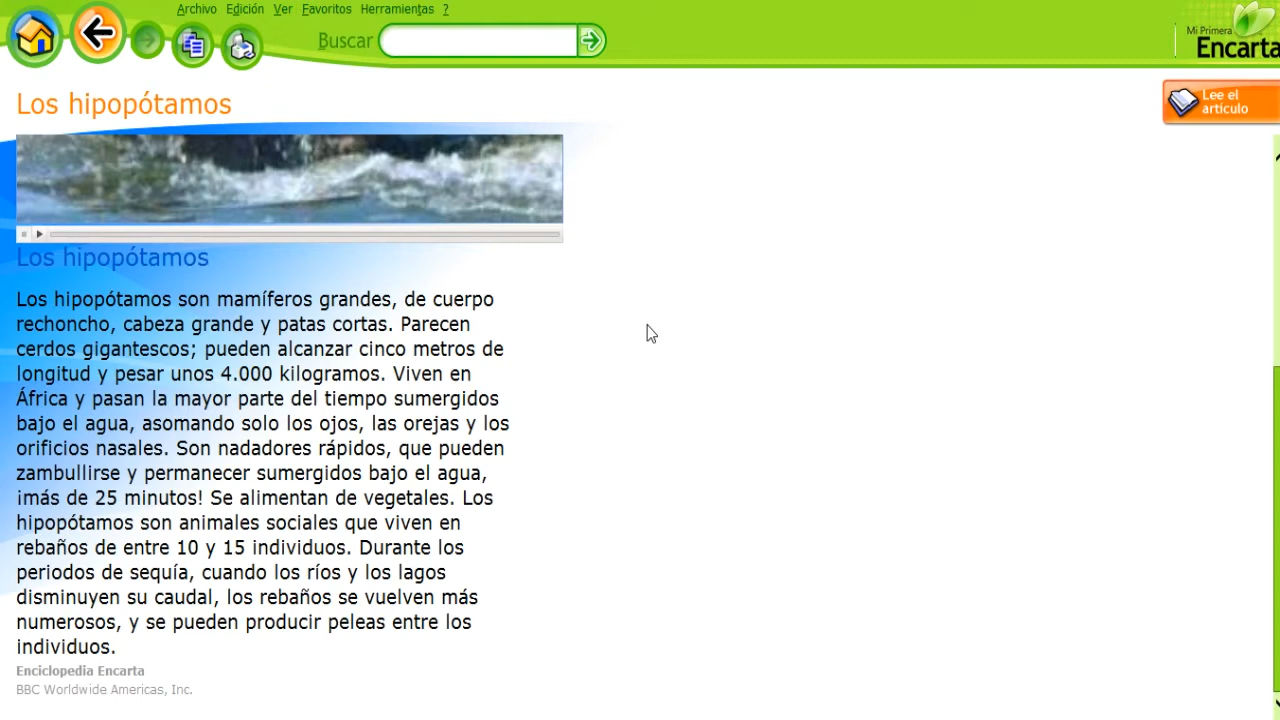 Archivo Edición Ver Favoritos Herramientas ?
Buscar
Mi Primera
Encarta
Los hipopótamos
Lee el
artículo
Los hipopótamos
Los hipopótamos son mamíferos grandes, de cuerpo
rechoncho, cabeza grande y patas cortas. Parecen
cerdos gigantescos; pueden alcanzar cinco metros de
longitud y pesar unos 4.000 kilogramos. Viven en
África y pasan la mayor parte del tiempo sumergidos
bajo el agua, asomando solo los ojos, las orejas y los
orificios nasales. Son nadadores rápidos, que pueden
zambullirse y permanecer sumergidos bajo el agua,
¡más de 25 minutos! Se alimentan de vegetales. Los
hipopótamos son animales sociales que viven en
rebaños de entre 10 y 15 individuos. Durante los
periodos de sequía, cuando los ríos y los lagos
disminuyen su caudal, los rebaños se vuelven más
numerosos, y se pueden producir peleas entre los
individuos.
Enciclopedia Encarta
BBC Worldwide Americas, Inc.